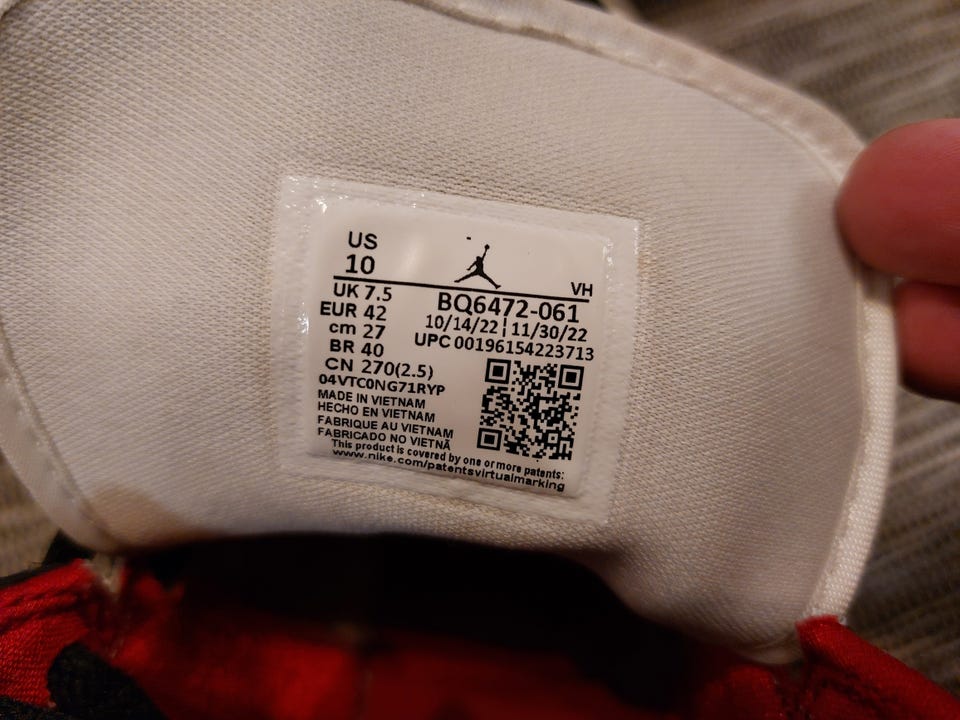 US
10
VH
UK 7.5
BQ6472-061
EUR 42
10/14/22 | 11/30/22
cm 27
UPC 00196154223713
BR 40
CN 270(2.5)
04VTC0NG71RYP
MADE IN VIETNAM
HECHO EN VIETNAM
FABRIQUE AU VIETNAM
FABRICADO NO VIETNÃ
This product is covered by one or more patents:
www.nike.com/patentsvirtualmarking